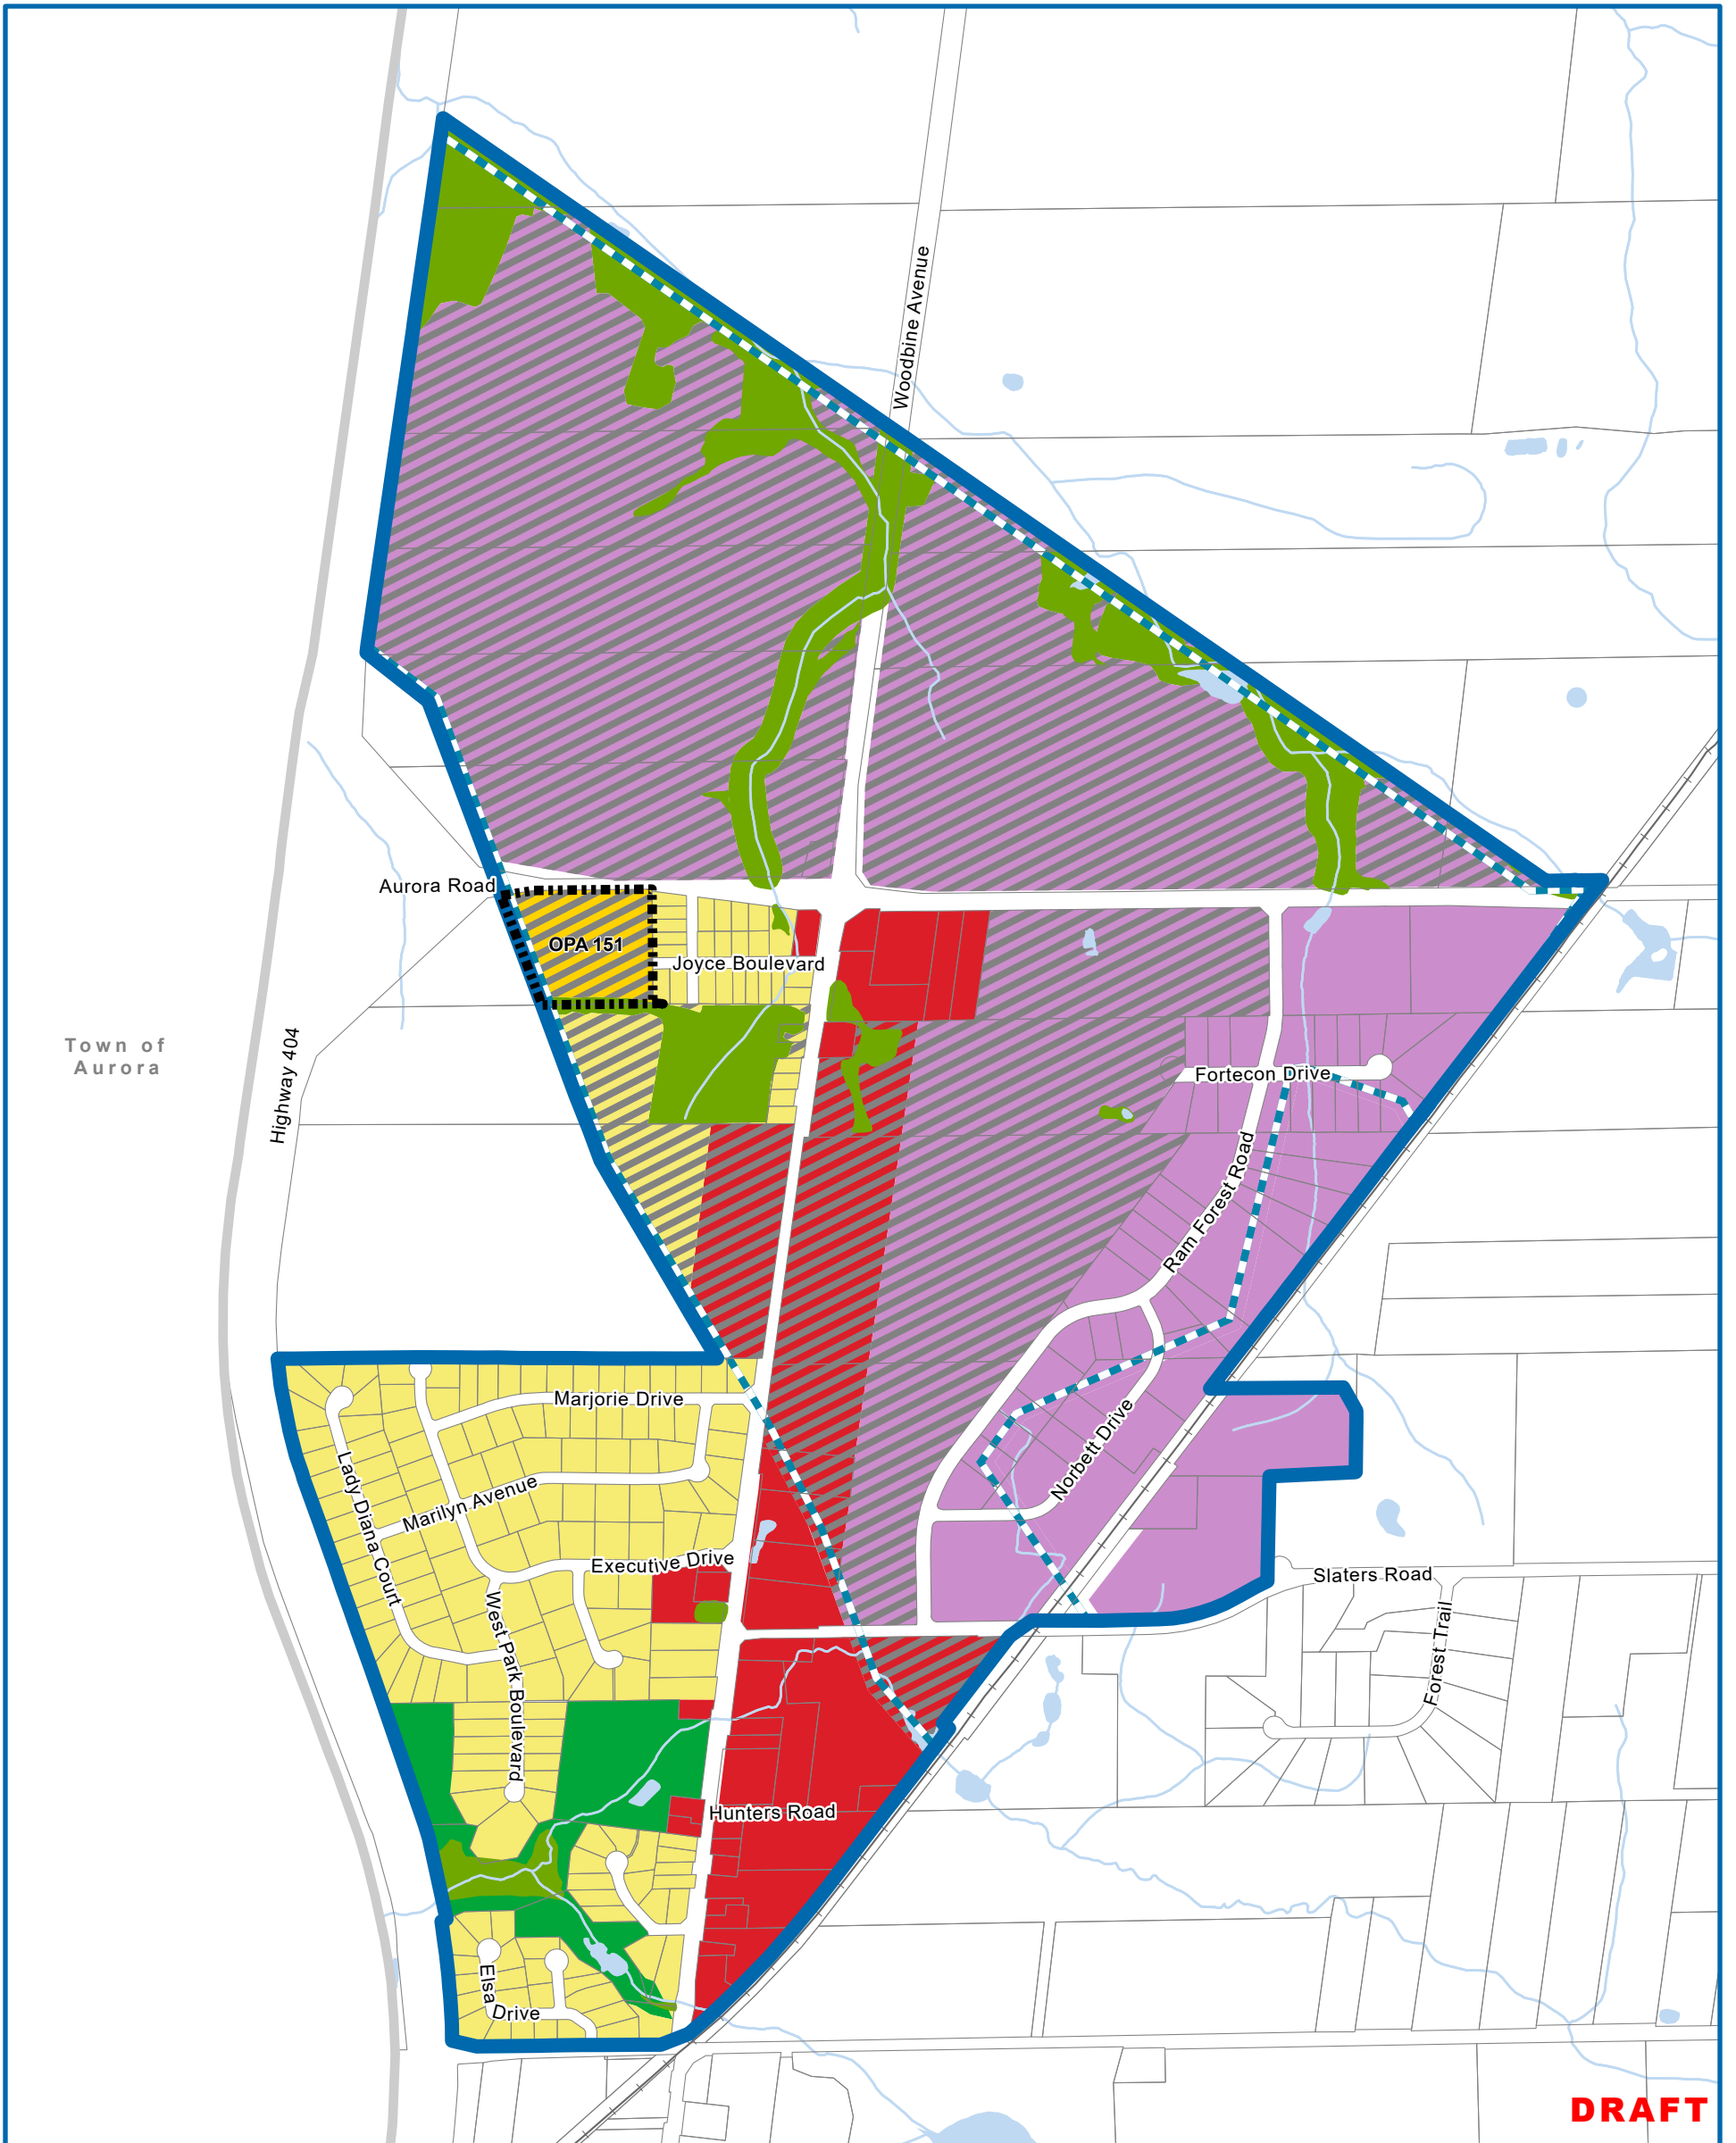 Woodbine Avenue
Aurora Road
OPA 151
Joyce Boulevard
Town of
Aurora
Highway 404
Fortecon Drive
Ram Forest Road
Marjorie Drive
Lady Diana Court
Marilyn Avenue
Norbett Drive
Executive Drive
Slaters Road
West Park Boulevard
Forest Trail
Hunters Road
Elsa
Drive
DRAFT